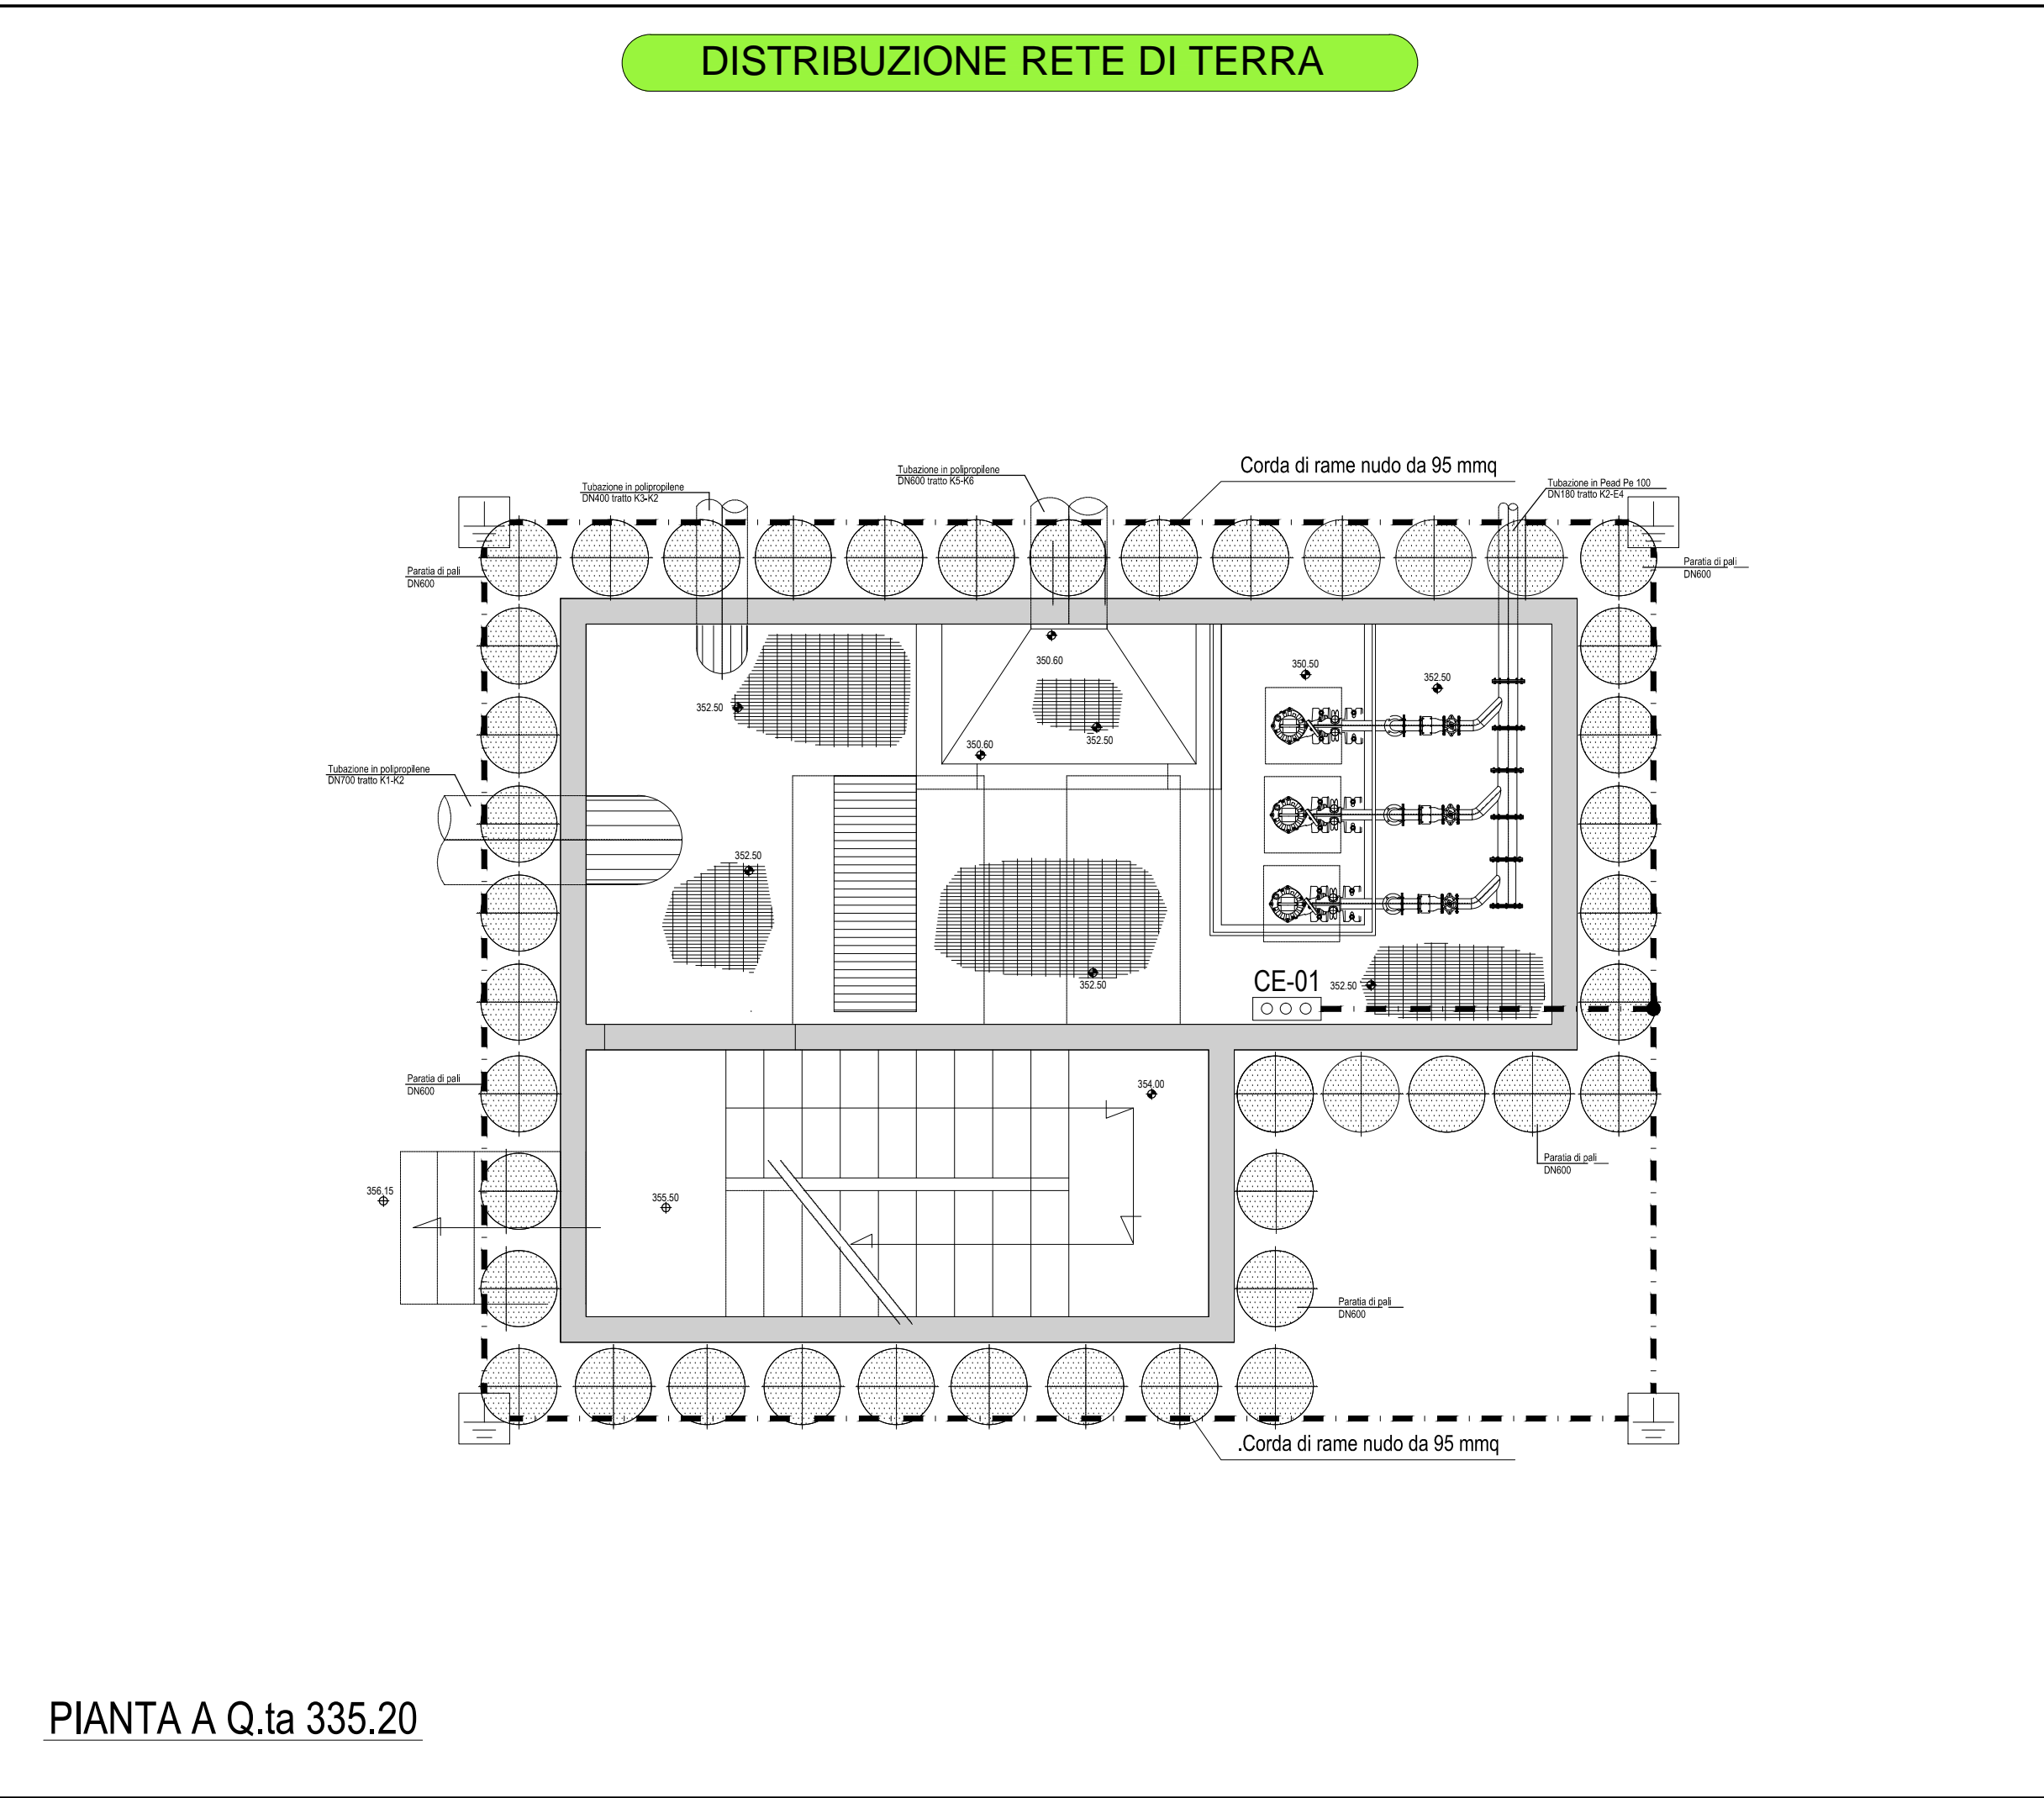 DISTRIBUZIONE RETE DI TERRA
Corda di rame nudo da 95 mmq
Tubazione in polipropilene
DN600 tratto K5-K6
Tubazione in polipropilene
DN400 tratto K3-K2
Tubazione in Pead Pe 100
DN180 tratto K2-E4
Paratia di pali
DN600
Paratia di pali
DN600
350.60
350.50
352.50
352.50
352.50
350.60
Tubazione in polipropilene
DN700 tratto K1-K2
352.50
CE-01
352.50
352.50
Paratia di pali
DN600
354.00
Paratia di pali
DN600
356.15
355.50
Paratia di pali
DN600
.Corda di rame nudo da 95 mmq
PIANTA A Q.ta 335.20